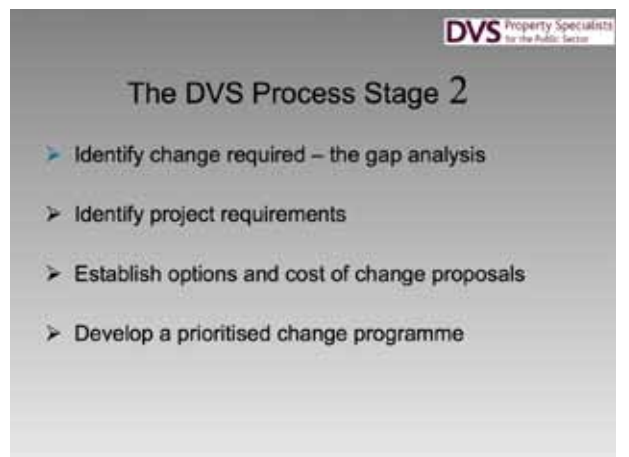 DVS Property Specialists
for the Public Sector
The DVS Process Stage 2
➢ Identify change required – the gap analysis
➢ Identify project requirements
➢ Establish options and cost of change proposals
➢ Develop a prioritised change programme